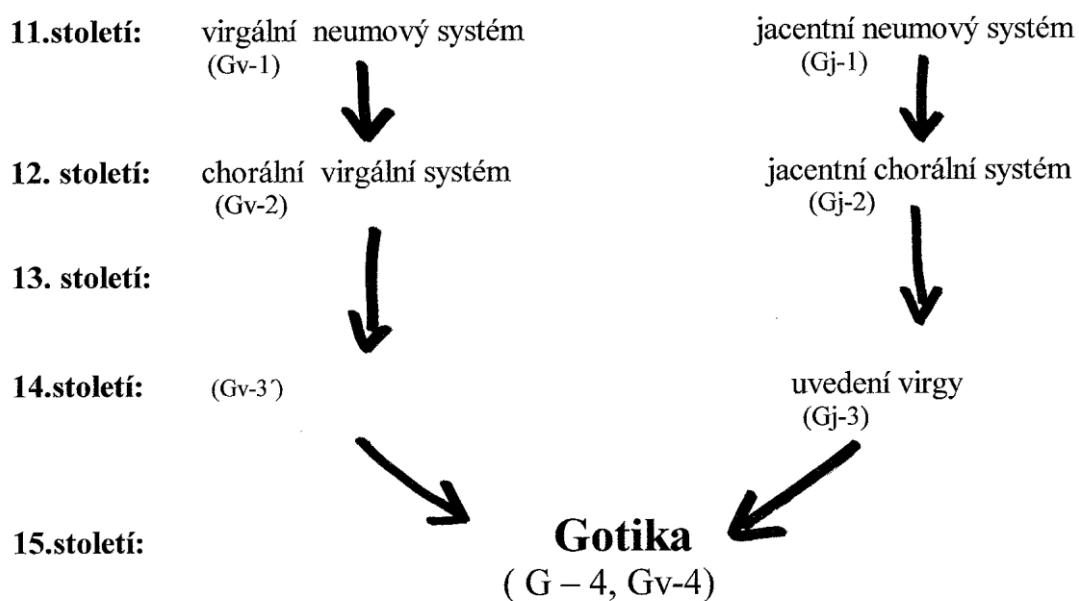 11.století: virgální neumový systém jacentní neumový systém
(Gv-1) (Gj-1)
12. století: chorální virgální systém jacentní chorální systém
(Gv-2) (Gj-2)
13. století:
14.století: (Gv-3´) uvedení virgy
(Gj-3)
Gotika
15.století:
( G – 4, Gv-4)